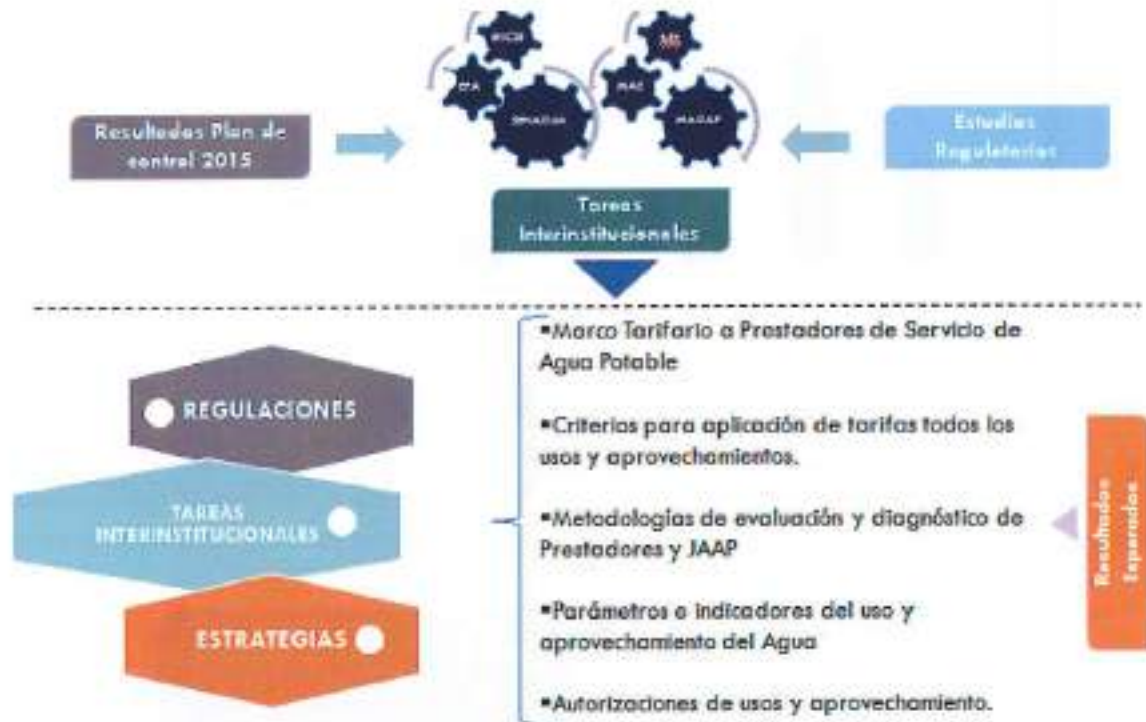 MAE
MAGAP
Resultados Plan de
control 2015
Estudios
Regulatorios
Tareas
Interinstitucionales
REGULACIONES
TAREAS
INTERINSTITUCIONALES
ESTRATEGIAS
▪Marco Tarifario a Prestadores de Servicio de
Agua Potable
▪Criterios para aplicación de tarifas todos los
usos y aprovechamientos.
▪Metodologías de evaluación y diagnóstico de
Prestadores y JAAP
▪Parámetros e indicadores del uso y
aprovechamiento del Agua
▪Autorizaciones de usos y aprovechamiento.
Resultados
Esperados